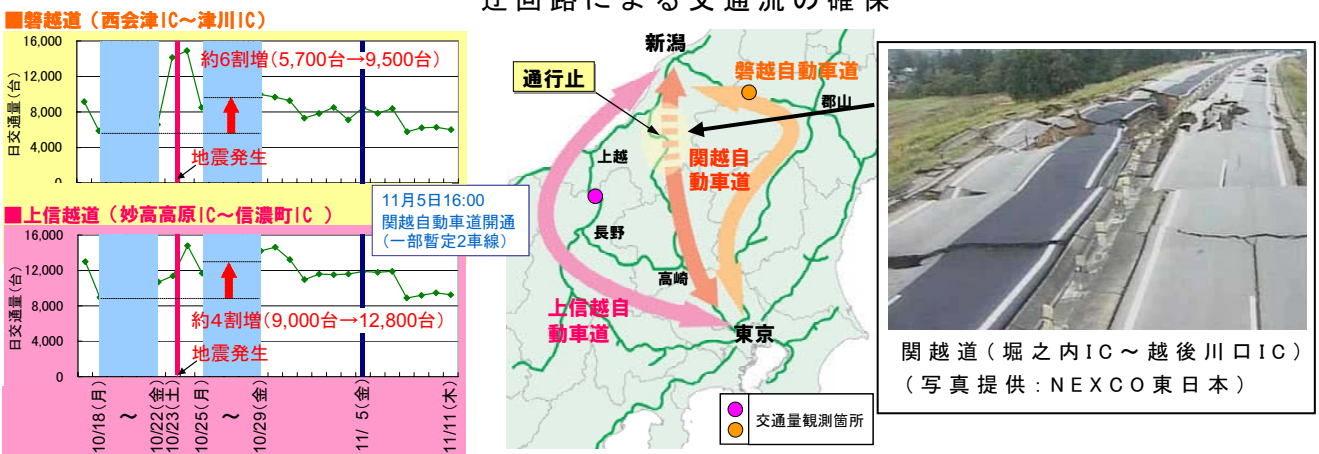 迂回路による交通流の確保
■磐越道（西会津IC～津川IC）
日交通量（台）
16,000
12,000
8,000
4,000
0
約6割増（5,700台→9,500台）
地震発生
11月5日16:00
関越自動車道開通
（一部暫定2車線）
■上信越道（妙高高原IC～信濃町IC ）
日交通量（台）
16,000
12,000
8,000
4,000
0
約4割増（9,000台→12,800台）
地震発生
10/18（月）
～
10/22（金）
10/23（土）
10/25（月）
～
10/29（金）
11/ 5（金）
11/11（木）
新潟
通行止
磐越自動車道
郡山
上越
関越自
動車道
長野
高崎
上信越自
動車道
東京
交通量観測箇所
関越道（堀之内IC～越後川口IC）
（写真提供：NEXCO東日本）